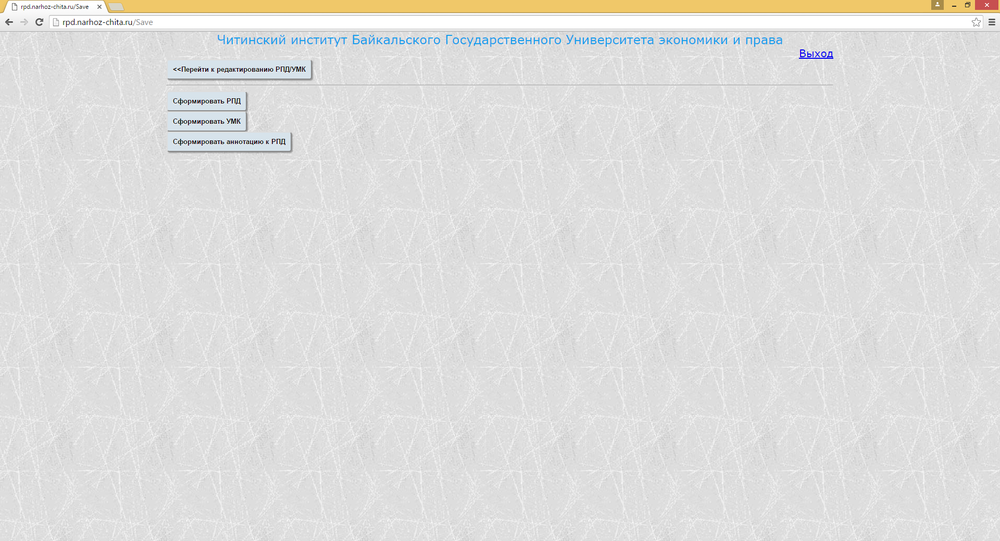 rpd.narhoz-chita.ru/Save
rpd.narhoz-chita.ru/Save
Читинский институт Байкальского Государственного Университета экономики и права
Выход
<<Перейти к редактированию РПД/УМК
Сформировать РПД
Сформировать УМК
Сформировать аннотацию к РПД